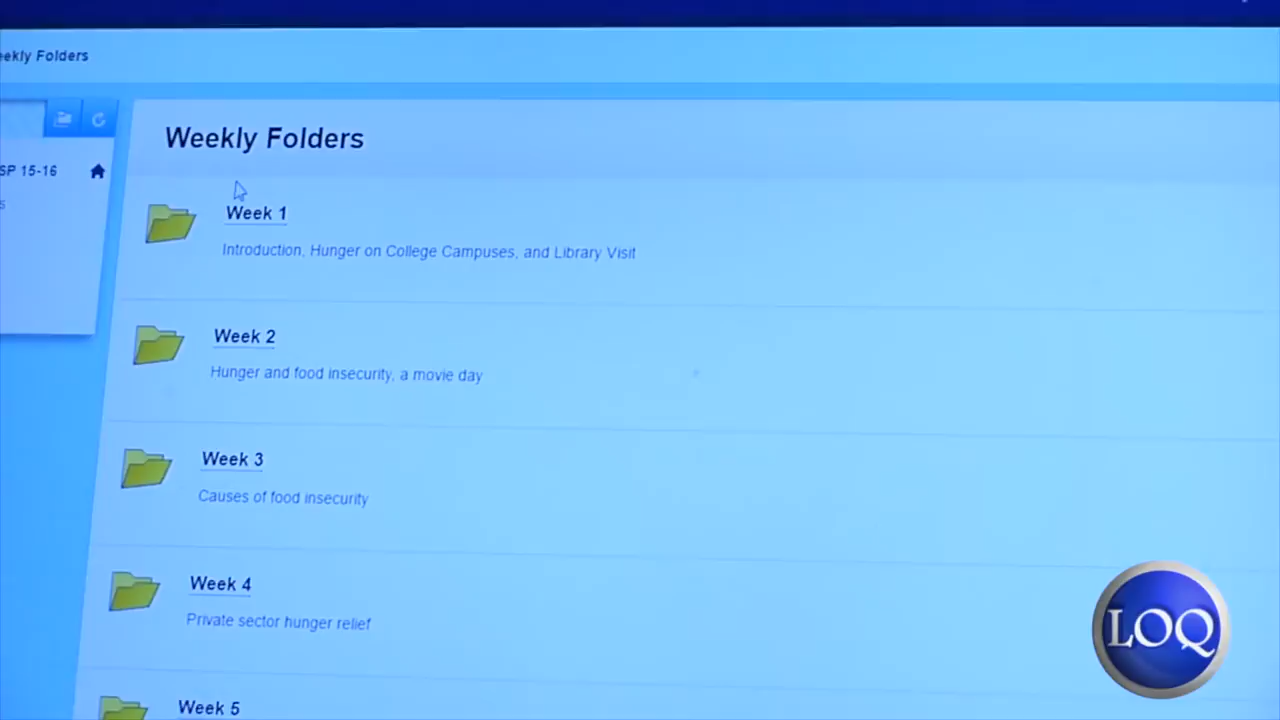 ekly Folders
Weekly Folders
SP 15-16
s
Week 1
Introduction, Hunger on College Campuses, and Library Visit
Week 2
Hunger and food insecurity, a movie day
Week 3
Causes of food insecurity
Week 4
Private sector hunger relief
Week 5
LOQ